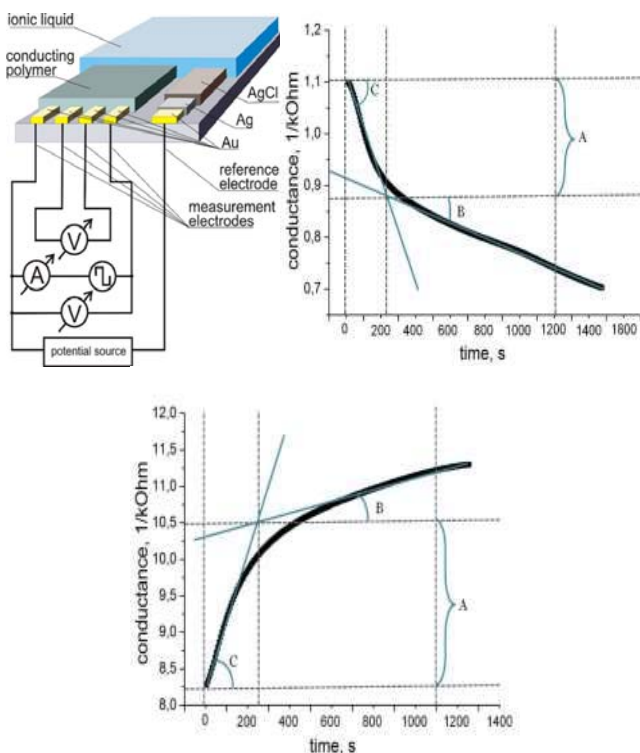 ionic liquid
conducting
polymer
AgCl
Ag
Au
reference
electrode
measurement
electrodes
V
A
V
potential source
conductance, 1/kOhm
1,2
1,1
1,0
0,9
0,8
0,7
C
A
B
0 200 400 600 800 1000 1200 1400 1600 1800
time, s
conductance, 1/kOhm
12,0
11,5
11,0
10,5
10,0
9,5
9,0
8,5
8,0
B
A
C
0 200 400 600 800 1000 1200 1400
time, s